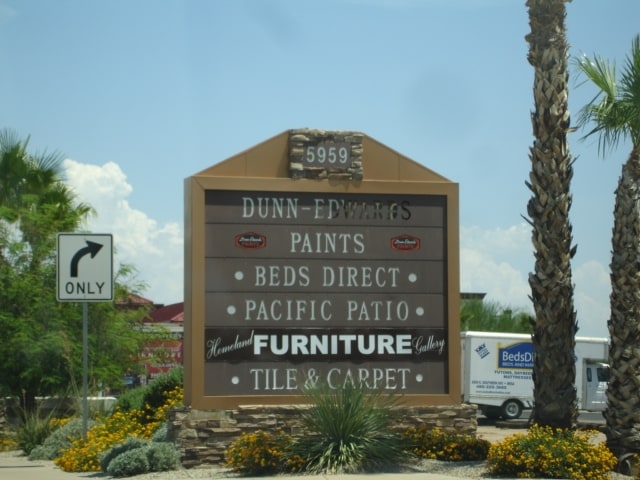 5959
DUNN-EDWARDS
PAINTS
• BEDS DIRECT •
• PACIFIC PATIO •
Homeland FURNITURE Gallery
• TILE & CARPET •
ONLY
BedsDi